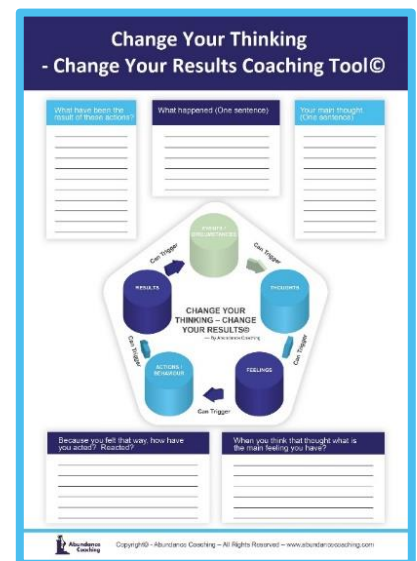 Change Your Thinking
- Change Your Results Coaching Tool©
What have been the
result of these actions?
What happened (One sentence)
Your main thought
(One sentence)
EVENTS /
CIRCUMSTANCES
Can Trigger
Can Trigger
RESULTS
THOUGHTS
CHANGE YOUR
THINKING – CHANGE
YOUR RESULTS©
— By Abundance Coaching
Can Trigger
Can Trigger
ACTIONS /
BEHAVIOUR
FEELINGS
Can Trigger
Because you felt that way, how have
you acted? Reacted?
When you think that thought what is
the main feeling you have?
Abundance
Coaching
Copyright© - Abundance Coaching – All Rights Reserved – www.abundancecoaching.com